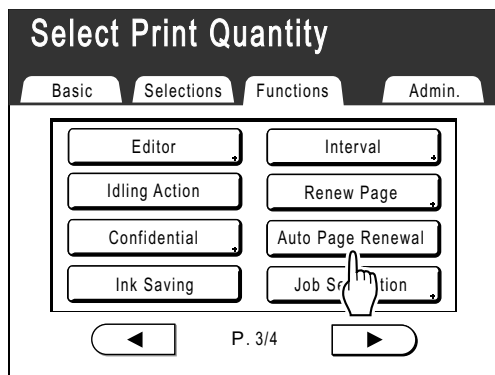 Select Print Quantity
Basic Selections Functions Admin.
Editor Interval
Idling Action Renew Page
Confidential Auto Page Renewal
Ink Saving Job
P. 3/4